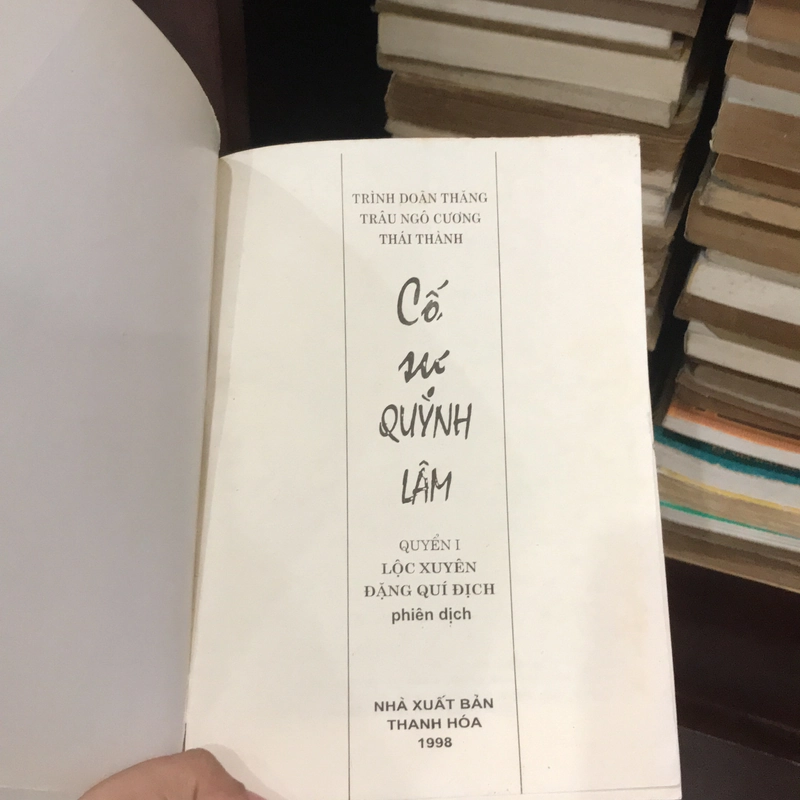 TRÌNH DOÃN THĂNG
TRÂU NGÔ CƯƠNG
THÁI THÀNH
Cố
sự
QUỲNH
LÂM
QUYỂN I
LỘC XUYÊN
ĐẶNG QUÍ ĐỊCH
phiên dịch
NHÀ XUẤT BẢN
THANH HÓA
1998